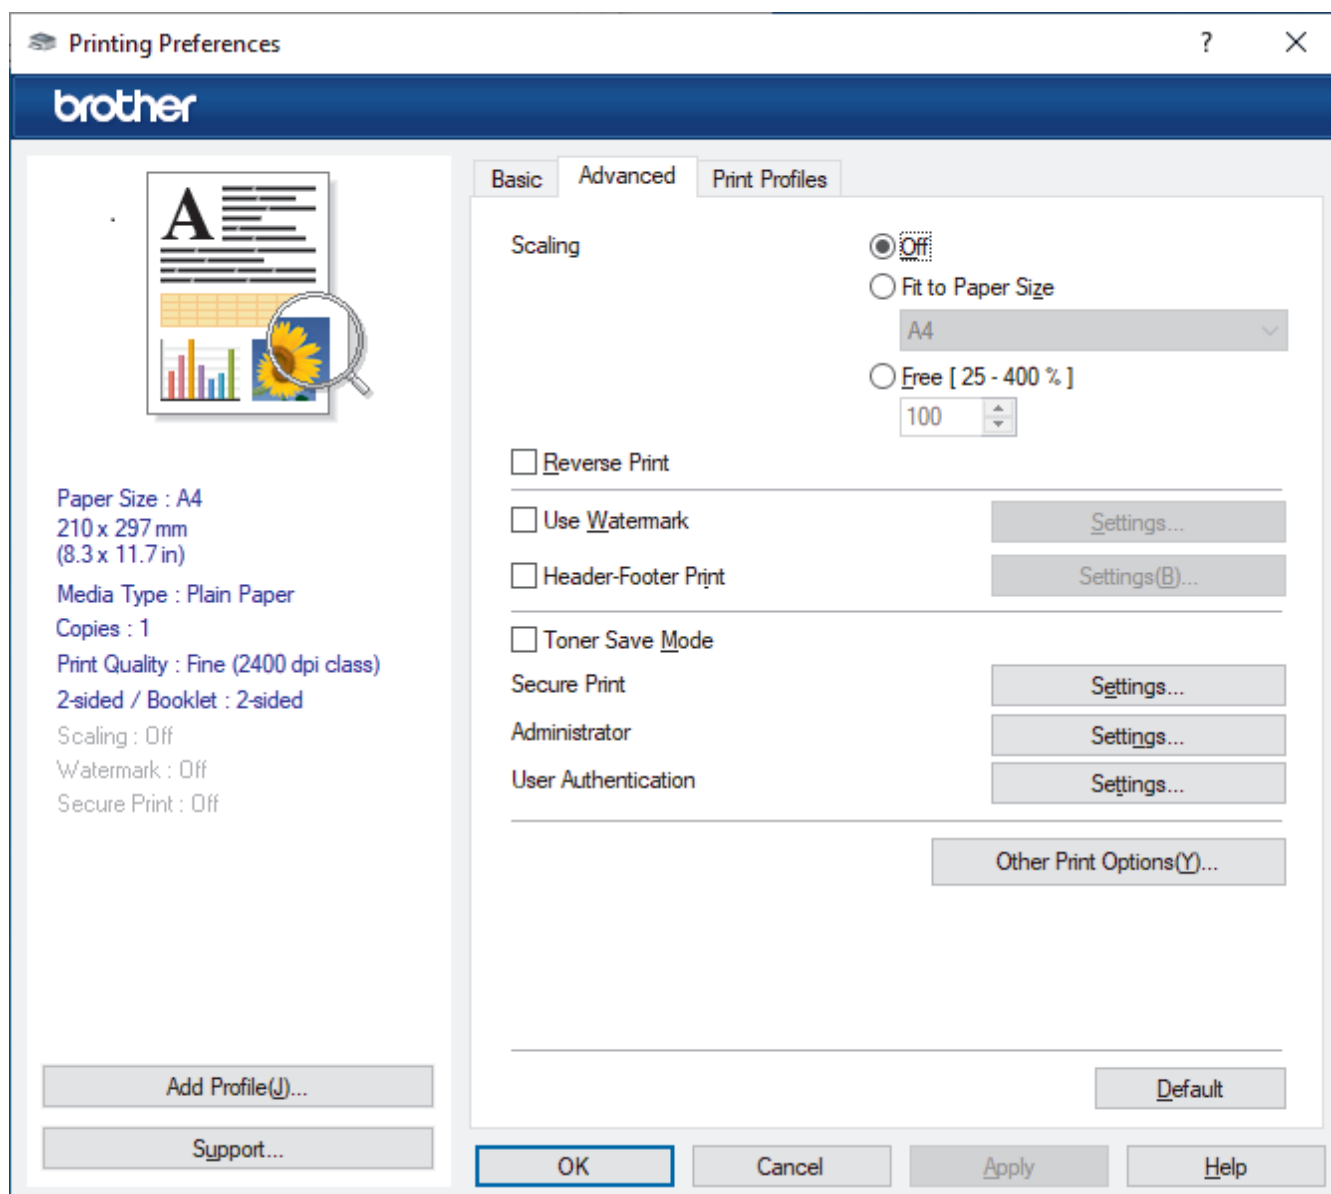 Printing Preferences
?
brother
A
Paper Size : A4
210 x 297 mm
(8.3 x 11.7 in)
Media Type : Plain Paper
Copies : 1
Print Quality : Fine (2400 dpi class)
2-sided / Booklet : 2-sided
Scaling : Off
Watermark : Off
Secure Print : Off
Add Profile(J)...
Support...
Basic Advanced Print Profiles
Scaling
Off
Fit to Paper Size
A4
Free [ 25 - 400 % ]
100
Reverse Print
Use Watermark Settings...
Header-Footer Print Settings(B)...
Toner Save Mode
Secure Print Settings...
Administrator Settings...
User Authentication Settings...
Other Print Options(Y)...
Default
OK Cancel Apply Help